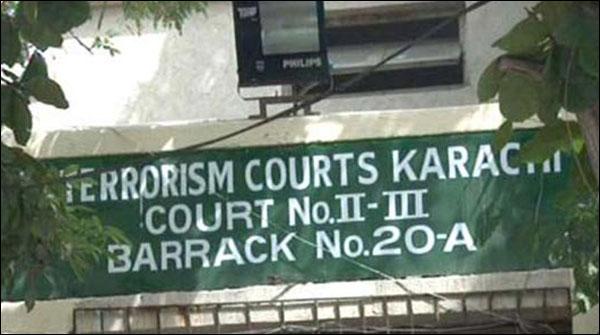 PHILIPS
TERRORISM COURTS KARACHI
COURT No.II-III
BARRACK No.20-A